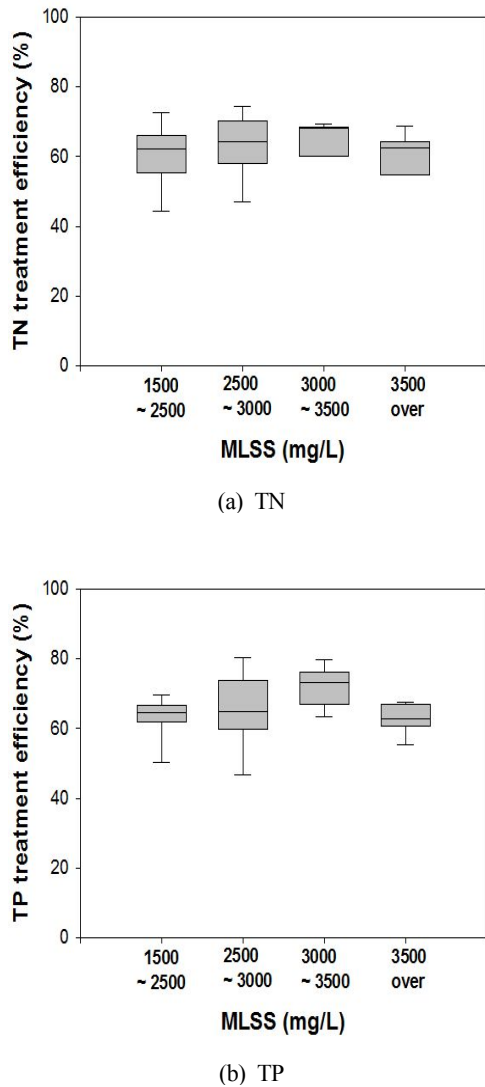 100
80
60
40
20
0
TN treatment efficiency (%)
1500 2500 3000 3500
~ 2500 ~ 3000 ~ 3500 over
MLSS (mg/L)
(a) TN
100
80
60
40
20
0
TP treatment efficiency (%)
1500 2500 3000 3500
~ 2500 ~ 3000 ~ 3500 over
MLSS (mg/L)
(b) TP